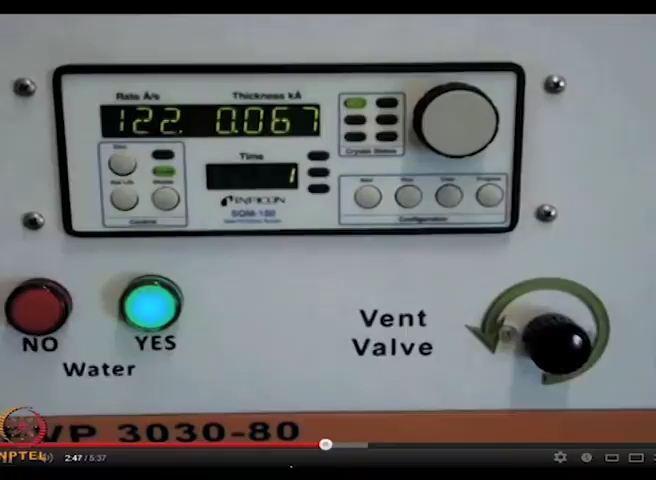 Rate Å/s Thickness kÅ
122. 0.067
Time
1
INFICON
SQM-160
Crystal Status
Control
Configuration
NO YES
Water
Vent
Valve
VP 3030-80
NPTEL
2:47 / 5:37